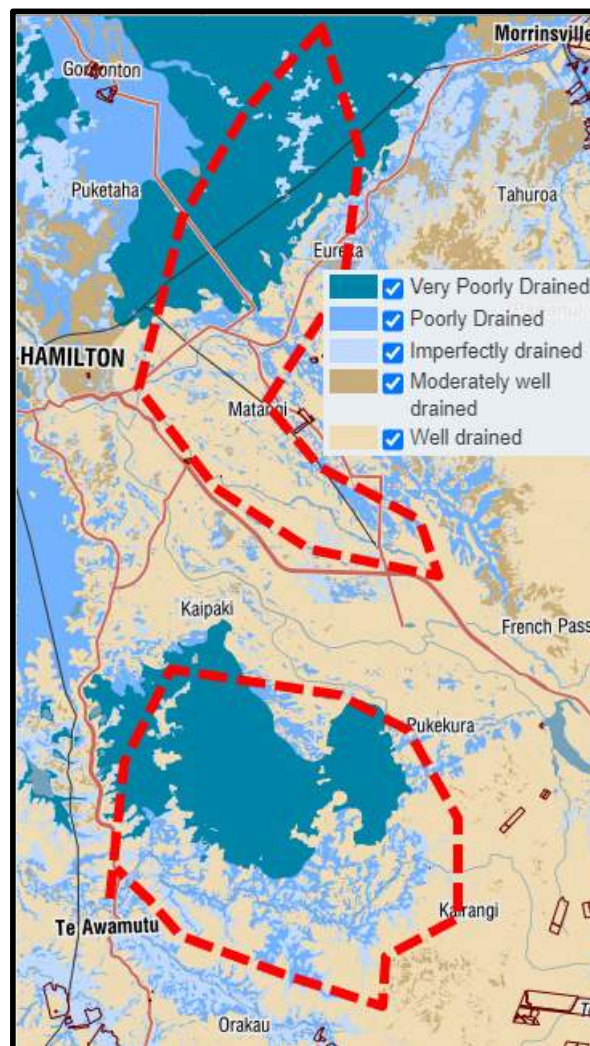 Morrinsville
Gordonton
Puketaha
Tahuroa
Eureka
Very Poorly Drained
Poorly Drained
HAMILTON
Imperfectly drained
Moderately well
drained
Matangi
Well drained
Kaipaki
French Pass
Pukekura
Kairangi
Te Awamutu
Orakau